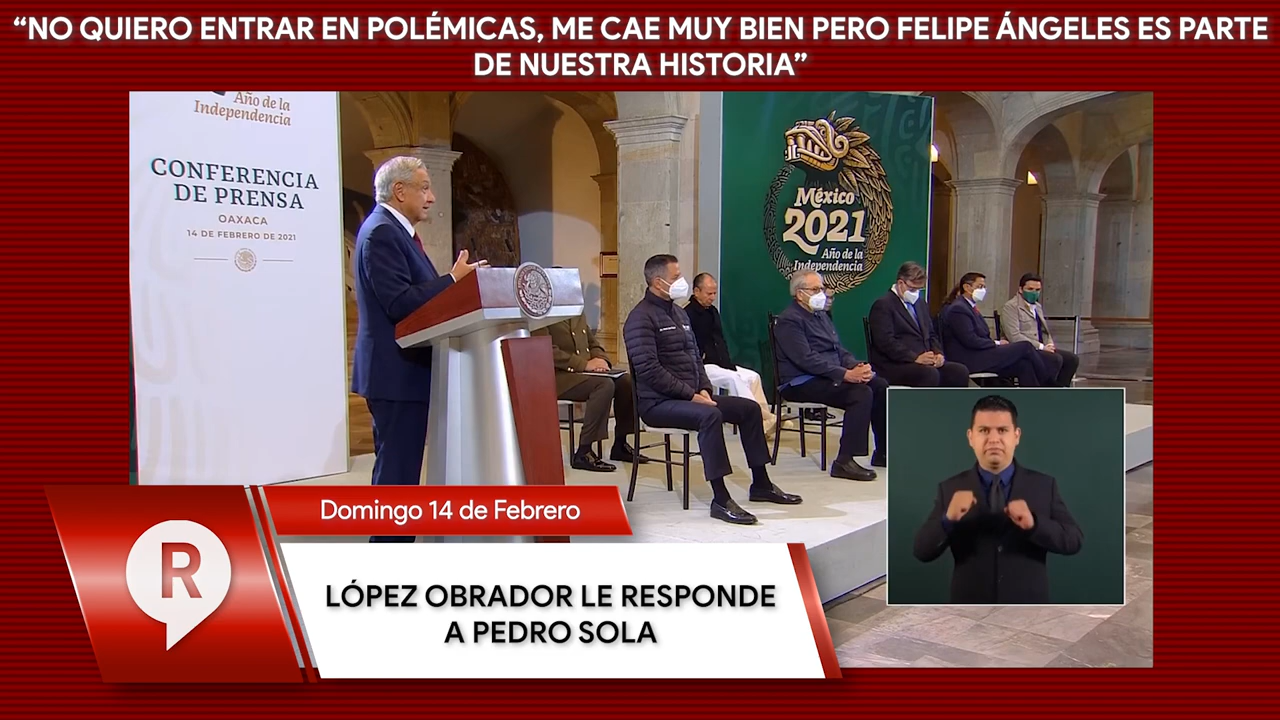 “NO QUIERO ENTRAR EN POLÉMICAS, ME CAE MUY BIEN PERO FELIPE ÁNGELES ES PARTE
DE NUESTRA HISTORIA”
Año de la
Independencia
CONFERENCIA
DE PRENSA
OAXACA
14 DE FEBRERO DE 2021
México
2021
Año de la
Independencia
Domingo 14 de Febrero
R
LÓPEZ OBRADOR LE RESPONDE
A PEDRO SOLA